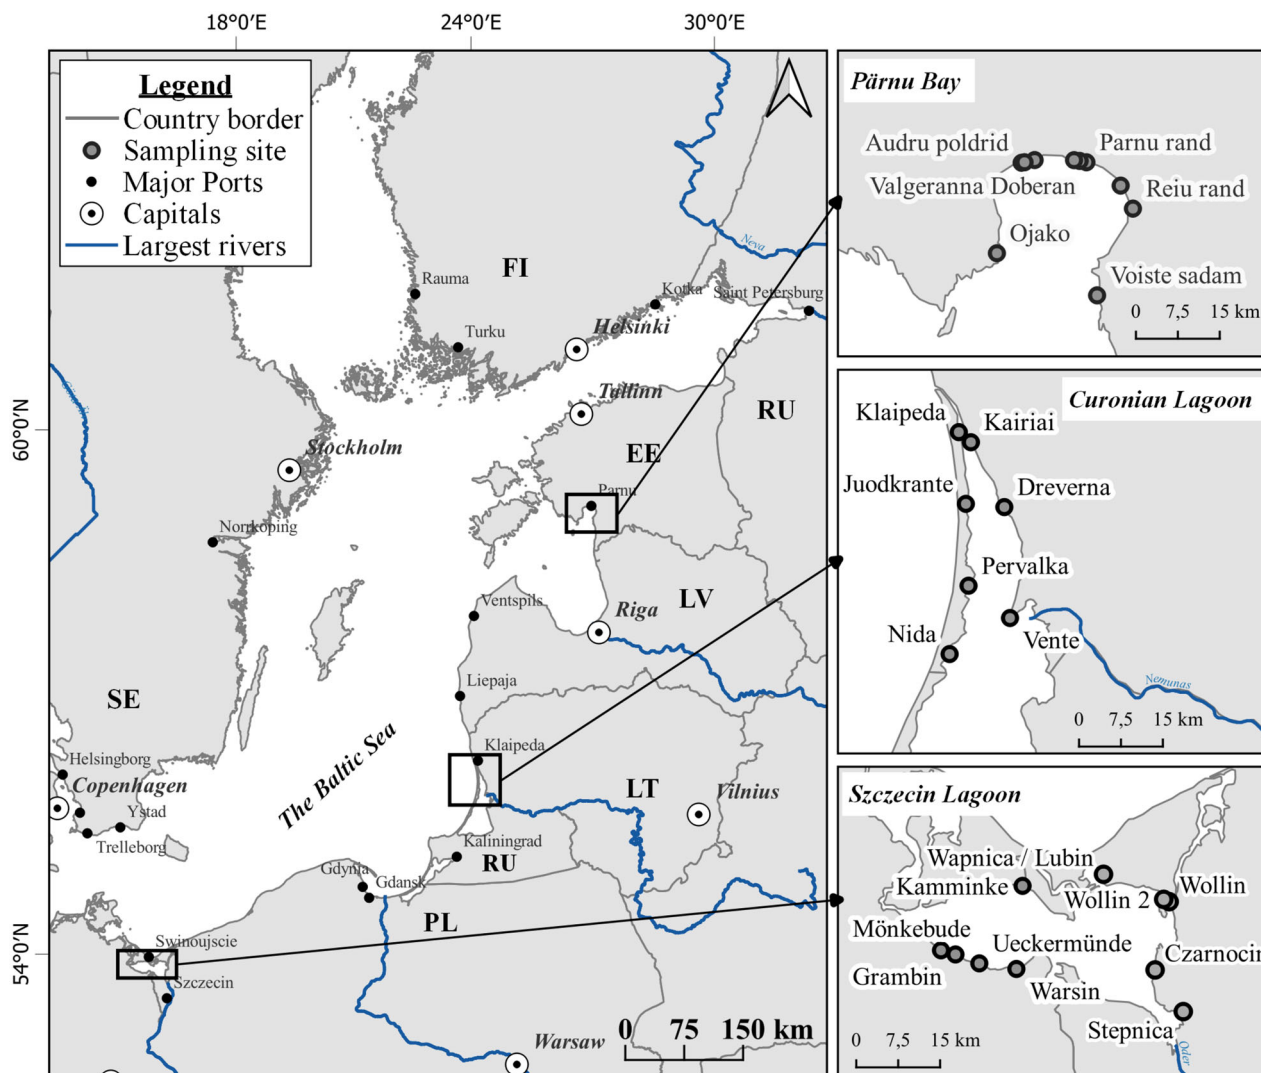 18°0′E
24°0′E
30°0′E
60°0′N
54°0′N
Legend
Country border
Sampling site
Major Ports
Capitals
Largest rivers
FI
Neva
Rauma
Kotka
Saint Petersburg
Turku
Helsinki
Tallinn
RU
Stockholm
EE
Parnu
Norrkoping
Ventspils
Riga
LV
Liepaja
SE
Klaipeda
The Baltic Sea
Helsingborg
Copenhagen
LT
Vilnius
Ystad
Trelleborg
Kaliningrad
RU
Gdynia
Gdansk
PL
Swinoujscie
Szczecin
Warsaw
0 75 150 km
Pärnu Bay
Audru poldrid
Parnu rand
Valgeranna Doberan
Reiu rand
Ojako
Voiste sadam
0 7,5 15 km
Curonian Lagoon
Klaipeda
Kairiai
Juodkrante
Dreverna
Pervalka
Nida
Vente
Nemunas
0 7,5 15 km
Szczecin Lagoon
Wapnica / Lubin
Kamminke
Wollin
Wollin 2
Mönkebude
Ueckermünde
Czarnocin
Grambin
Warsin
Stepnica
0 7,5 15 km
Oder